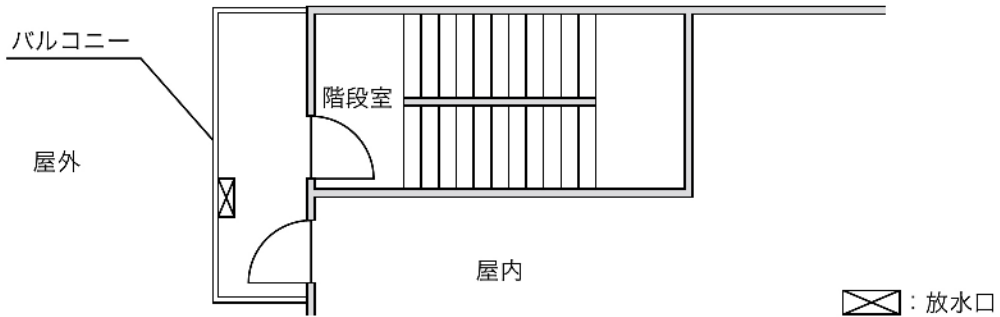 バルコニー
階段室
屋外
屋内
：放水口